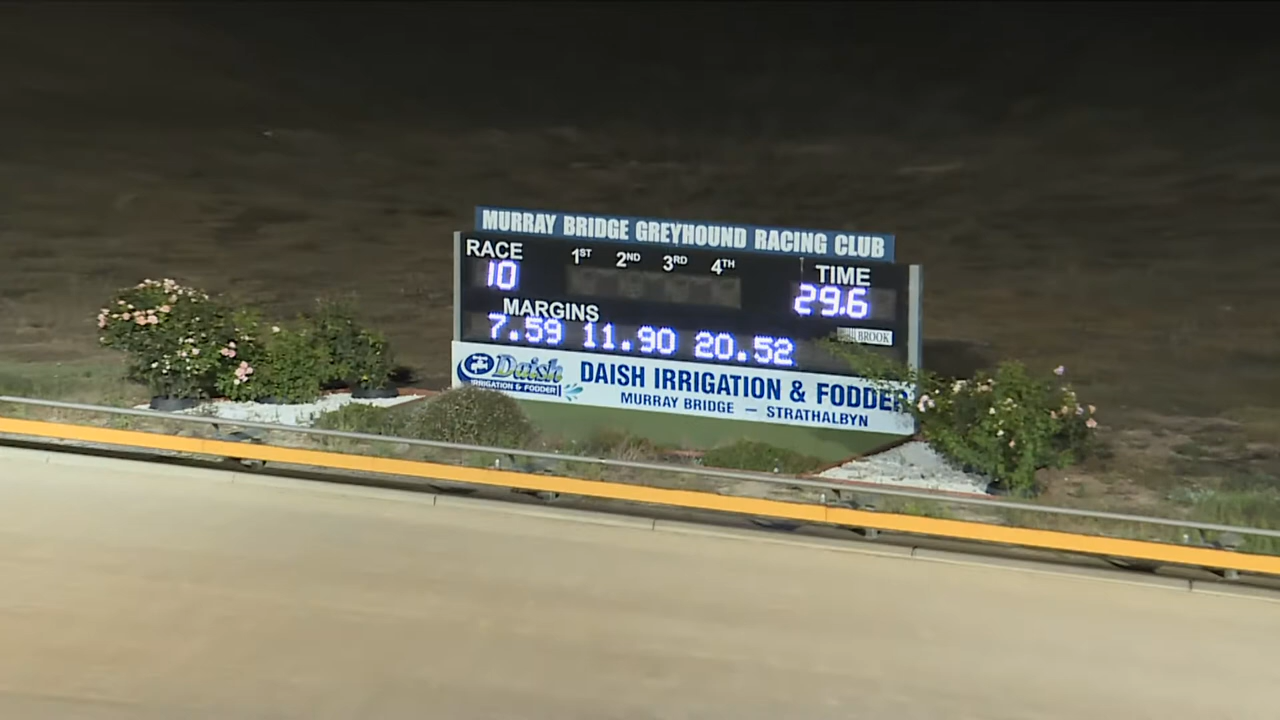 MURRAY BRIDGE GREYHOUND RACING CLUB
RACE 1ST 2ND 3RD 4TH TIME
10 29.6
MARGINS
7.59 11.90 20.52
BROOK
Daish
IRRIGATION & FODDER
DAISH IRRIGATION & FODDER
MURRAY BRIDGE — STRATHALBYN